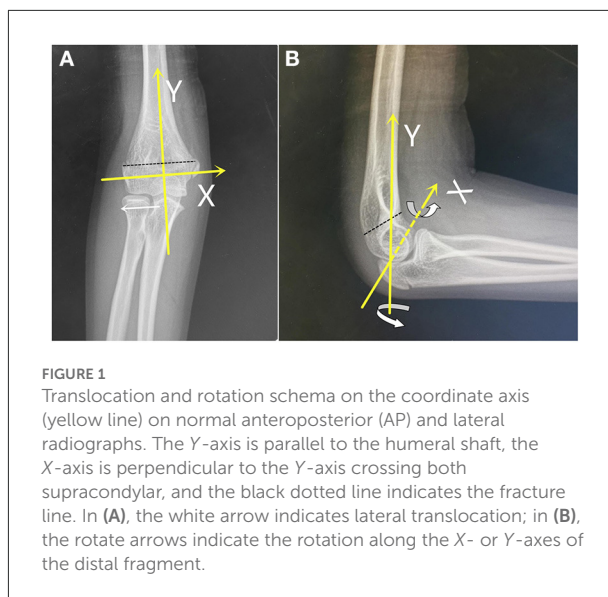 A
Y
X
B
Y
X
FIGURE 1
Translocation and rotation schema on the coordinate axis
(yellow line) on normal anteroposterior (AP) and lateral
radiographs. The Y-axis is parallel to the humeral shaft, the
X-axis is perpendicular to the Y-axis crossing both
supracondylar, and the black dotted line indicates the fracture
line. In (A), the white arrow indicates lateral translocation; in (B),
the rotate arrows indicate the rotation along the X- or Y-axes of
the distal fragment.